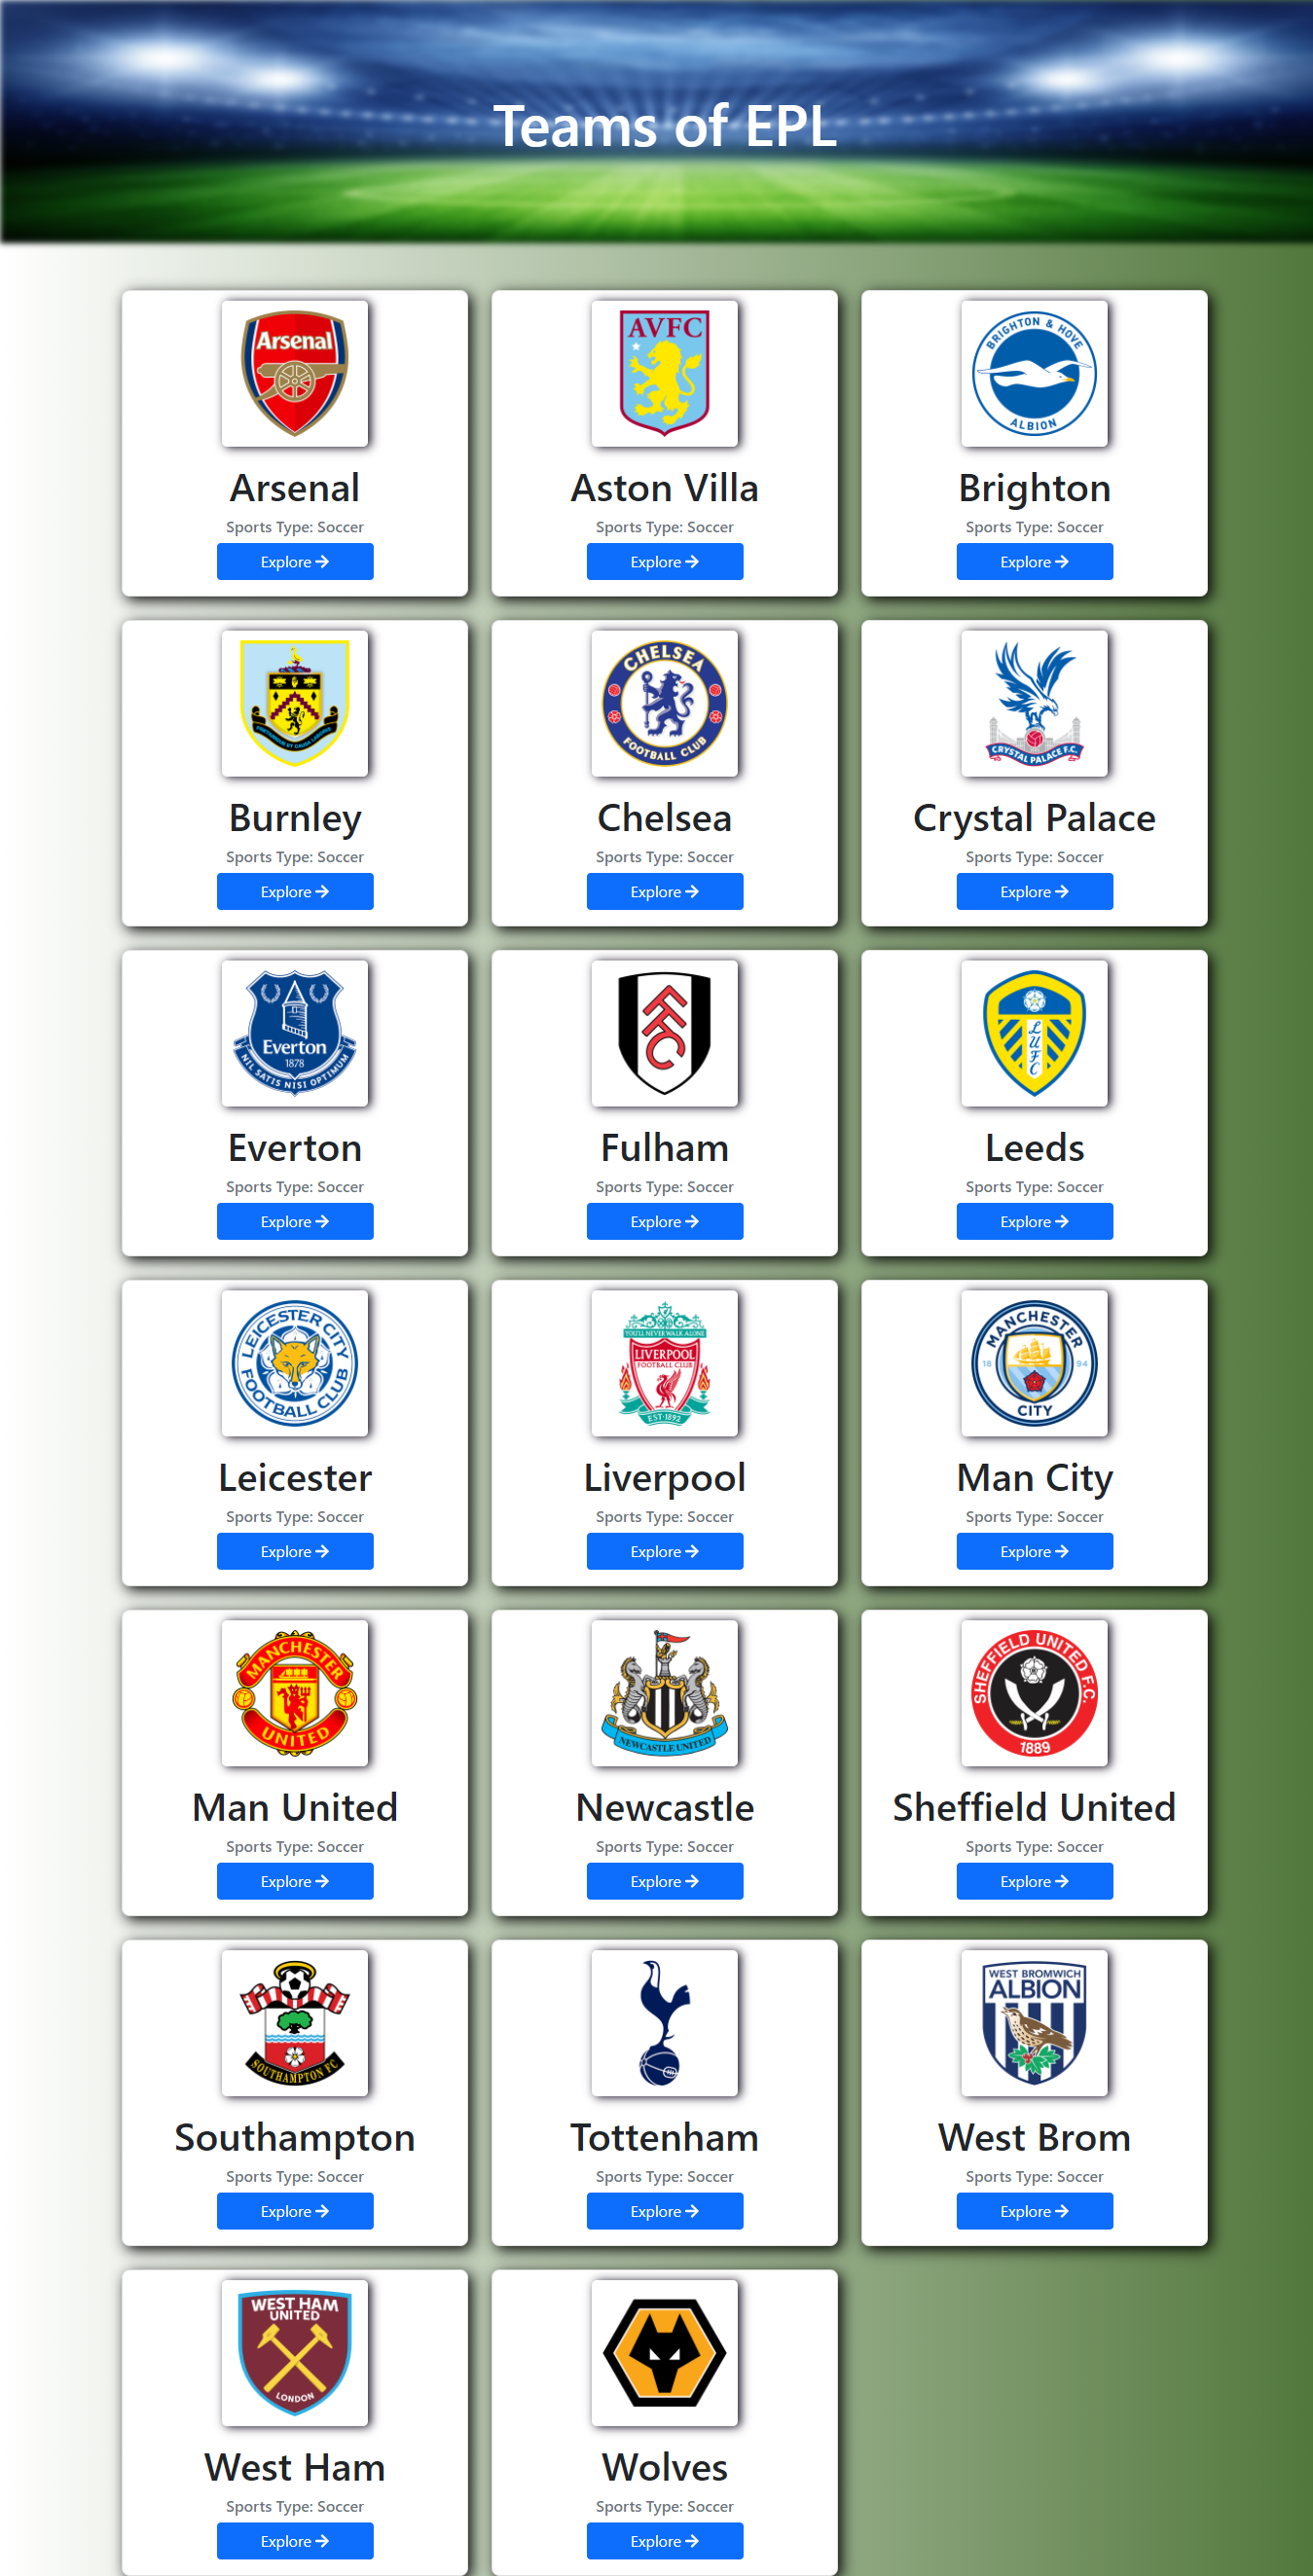 Teams of EPL
Arsenal
AVFC
BRIGHTON & HOVE
ALBION
Arsenal
Aston Villa
Brighton
Sports Type: Soccer
Sports Type: Soccer
Sports Type: Soccer
Explore
Explore
Explore
CHELSEA
FOOTBALL CLUB
CRYSTAL PALACE F.C.
Burnley
Chelsea
Crystal Palace
Sports Type: Soccer
Sports Type: Soccer
Sports Type: Soccer
Explore
Explore
Explore
Everton
1878
NIL SATIS NISI OPTIMUM
FFC
LUFC
Everton
Fulham
Leeds
Sports Type: Soccer
Sports Type: Soccer
Sports Type: Soccer
Explore
Explore
Explore
LEICESTER CITY
FOOTBALL CLUB
YOU'LL NEVER WALK ALONE
LIVERPOOL
FOOTBALL CLUB
EST·1892
MANCHESTER
18 94
CITY
Leicester
Liverpool
Man City
Sports Type: Soccer
Sports Type: Soccer
Sports Type: Soccer
Explore
Explore
Explore
MANCHESTER
UNITED
NEWCASTLE UNITED
SHEFFIELD UNITED F.C.
1889
Man United
Newcastle
Sheffield United
Sports Type: Soccer
Sports Type: Soccer
Sports Type: Soccer
Explore
Explore
Explore
SOUTHAMPTON FC
WEST BROMWICH
ALBION
Southampton
Tottenham
West Brom
Sports Type: Soccer
Sports Type: Soccer
Sports Type: Soccer
Explore
Explore
Explore
WEST HAM
UNITED
LONDON
West Ham
Wolves
Sports Type: Soccer
Sports Type: Soccer
Explore
Explore